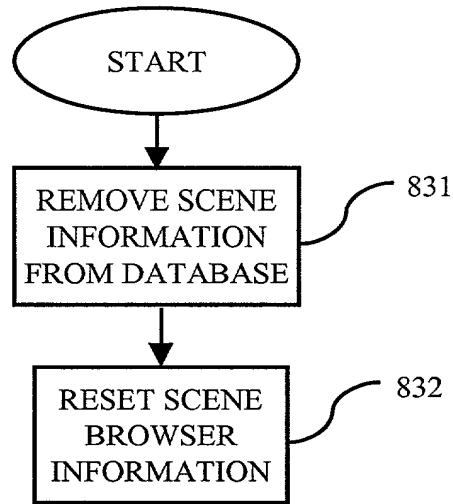 START
REMOVE SCENE
INFORMATION
FROM DATABASE
831
RESET SCENE
BROWSER
INFORMATION
832